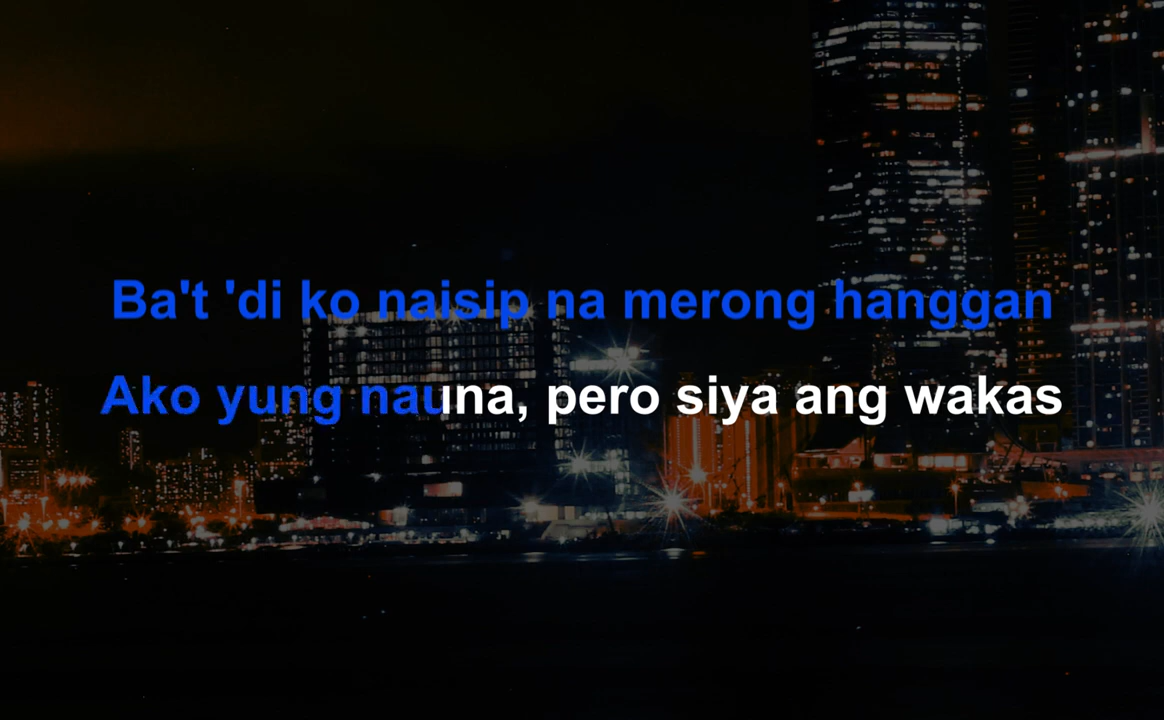 Ba't 'di ko naisip na merong hanggan
Ako yung nauna, pero siya ang wakas